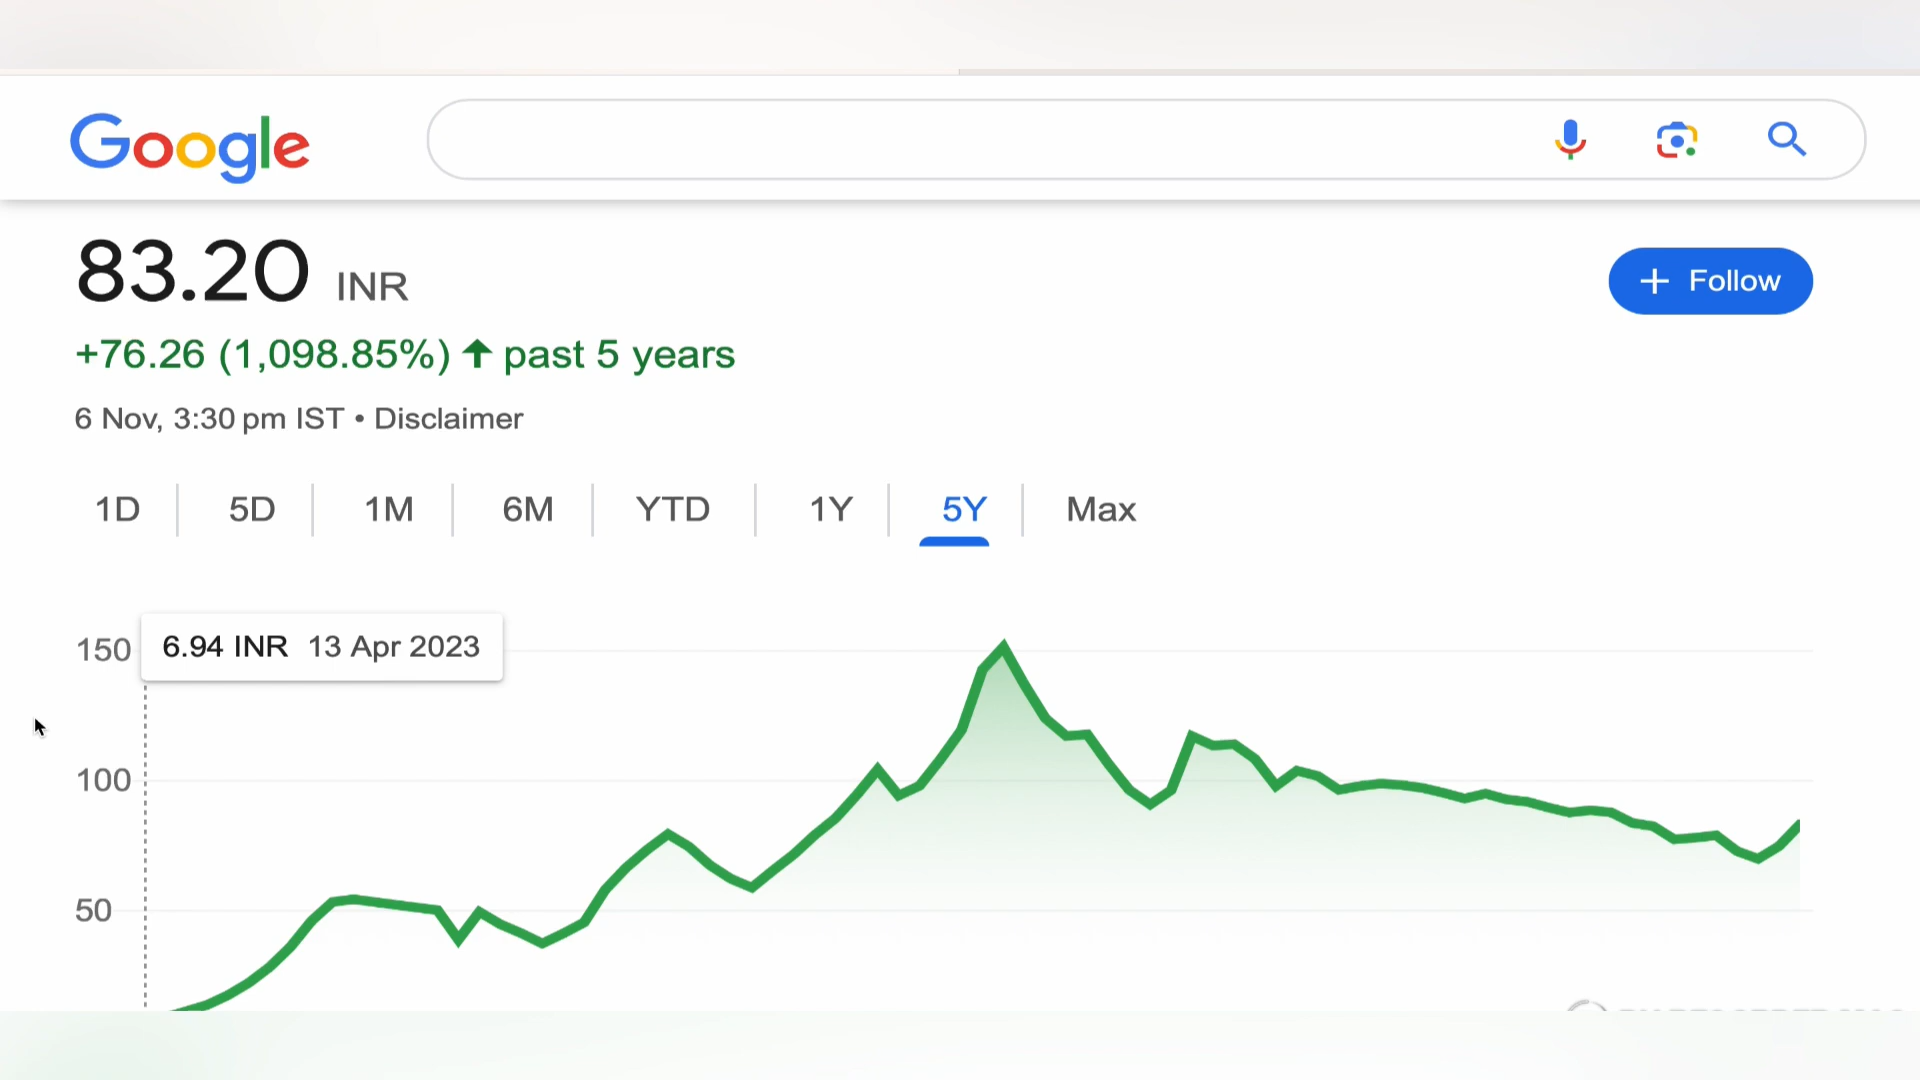 Google
83.20 INR
+ Follow
+76.26 (1,098.85%) ↑ past 5 years
6 Nov, 3:30 pm IST • Disclaimer
1D 5D 1M 6M YTD 1Y 5Y Max
6.94 INR 13 Apr 2023
150
100
50